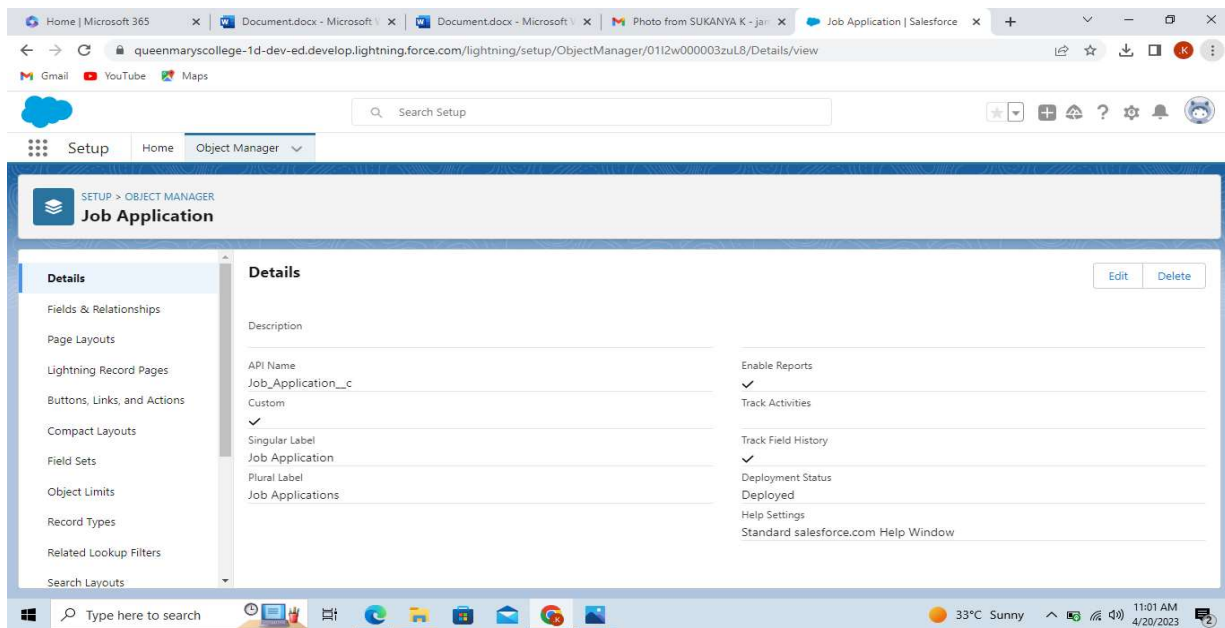 Home | Microsoft 365
Document.docx - Microsoft W
Document.docx - Microsoft W
Photo from SUKANYA K - jan
Job Application | Salesforce
queenmaryscollege-1d-dev-ed.develop.lightning.force.com/lightning/setup/ObjectManager/01I2w000003zuL8/Details/view
.K
Gmail YouTube Maps
Search Setup
Setup Home Object Manager
SETUP > OBJECT MANAGER
Job Application
Details
Fields & Relationships
Page Layouts
Lightning Record Pages
Buttons, Links, and Actions
Compact Layouts
Field Sets
Object Limits
Record Types
Related Lookup Filters
Search Layouts
Details
Edit Delete
Description
API Name
Job_Application__c
Custom
Singular Label
Job Application
Plural Label
Job Applications
Enable Reports
Track Activities
Track Field History
Deployment Status
Deployed
Help Settings
Standard salesforce.com Help Window
Type here to search
33°C Sunny
11:01 AM
4/20/2023
2